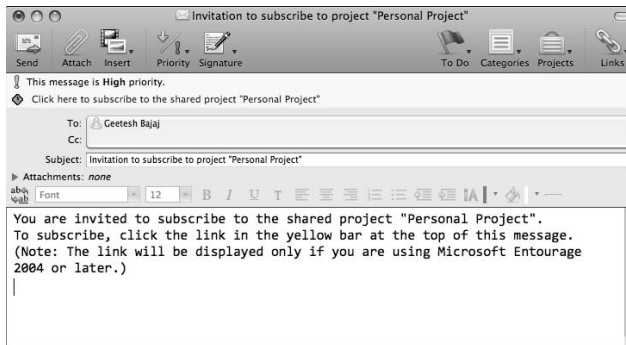 Invitation to subscribe to project "Personal Project"
Send Attach Insert Priority Signature To Do Categories Projects Links
This message is High priority.
Click here to subscribe to the shared project "Personal Project"
To: Geetesh Bajaj
Cc:
Subject: Invitation to subscribe to project "Personal Project"
Attachments: none
Font 12 B I U T A
You are invited to subscribe to the shared project "Personal Project".
To subscribe, click the link in the yellow bar at the top of this message.
(Note: The link will be displayed only if you are using Microsoft Entourage
2004 or later.)